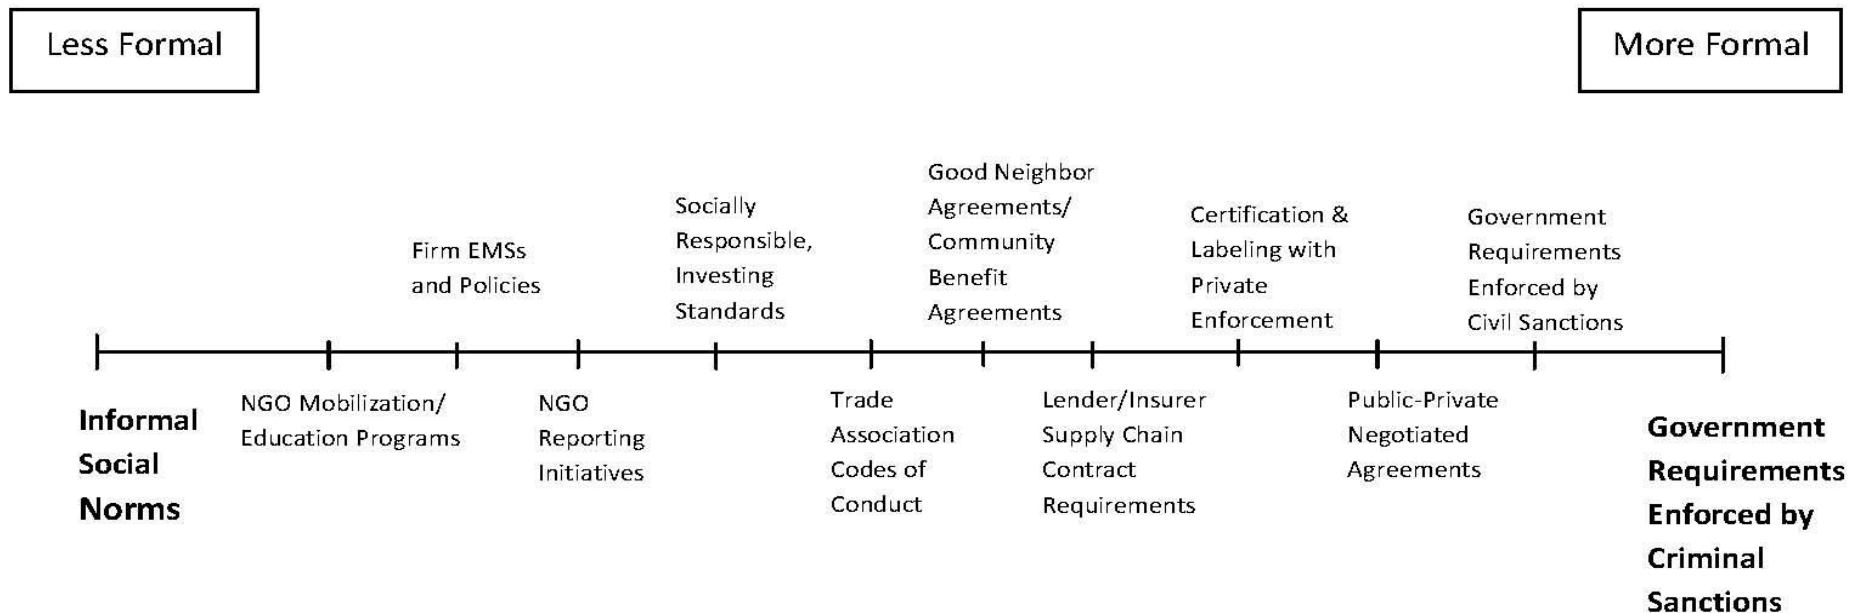 Less Formal
More Formal
Firm EMSs
and Policies
Socially
Responsible,
Investing
Standards
Good Neighbor
Agreements/
Community
Benefit
Agreements
Certification &
Labeling with
Private
Enforcement
Government
Requirements
Enforced by
Civil Sanctions
Informal
Social
Norms
NGO Mobilization/
Education Programs
NGO
Reporting
Initiatives
Trade
Association
Codes of
Conduct
Lender/Insurer
Supply Chain
Contract
Requirements
Public-Private
Negotiated
Agreements
Government
Requirements
Enforced by
Criminal
Sanctions